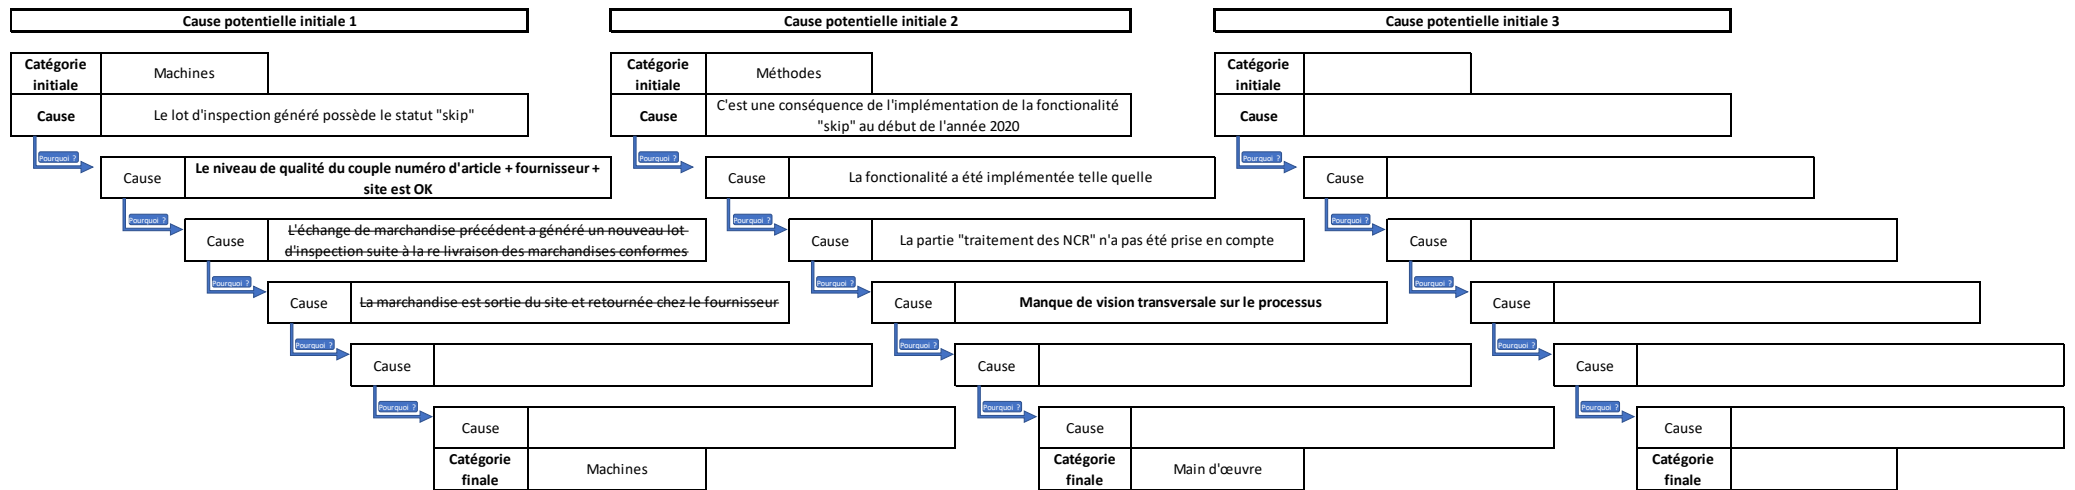 Cause potentielle initiale 1
Cause potentielle initiale 2
Cause potentielle initiale 3
Catégorie
initiale
Machines
Catégorie
initiale
Méthodes
Catégorie
initiale
Cause
Le lot d'inspection généré possède le statut "skip"
Cause
C'est une conséquence de l'implémentation de la fonctionalité
"skip" au début de l'année 2020
Cause
Pourquoi ?
Pourquoi ?
Pourquoi ?
Cause
Le niveau de qualité du couple numéro d'article + fournisseur +
site est OK
Cause
La fonctionalité a été implémentée telle quelle
Cause
Pourquoi ?
Pourquoi ?
Pourquoi ?
Cause
L'échange de marchandise précédent a généré un nouveau lot
d'inspection suite à la re livraison des marchandises conformes
Cause
La partie "traitement des NCR" n'a pas été prise en compte
Cause
Pourquoi ?
Pourquoi ?
Pourquoi ?
Cause
La marchandise est sortie du site et retournée chez le fournisseur
Cause
Manque de vision transversale sur le processus
Cause
Pourquoi ?
Pourquoi ?
Pourquoi ?
Cause
Cause
Cause
Pourquoi ?
Pourquoi ?
Pourquoi ?
Cause
Cause
Cause
Catégorie
finale
Machines
Catégorie
finale
Main d'œuvre
Catégorie
finale